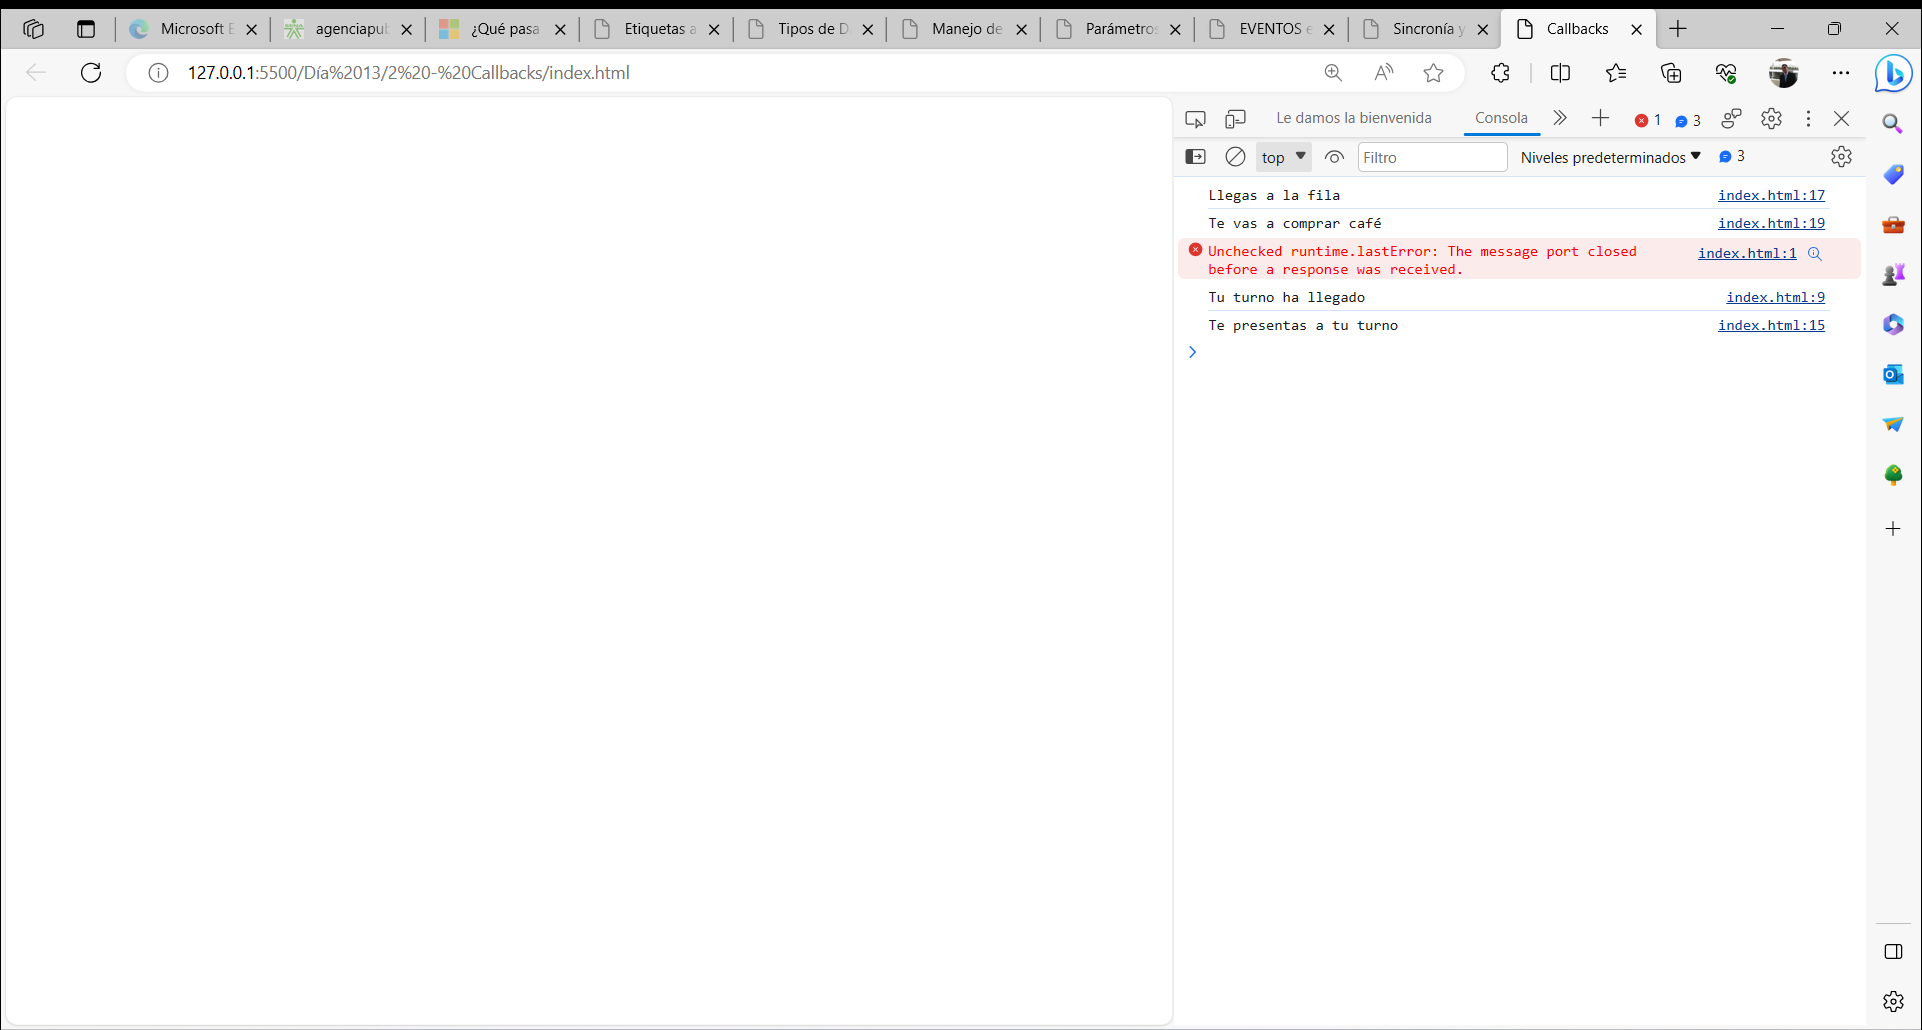 Microsoft E
agenciapul
¿Qué pasa
Etiquetas a
Tipos de D
Manejo de
Parámetros
EVENTOS e
Sincronía y
Callbacks
127.0.0.1:5500/Día%2013/2%20-%20Callbacks/index.html
Le damos la bienvenida
Consola
1
3
top
Filtro
Niveles predeterminados
3
Llegas a la fila index.html:17
Te vas a comprar café index.html:19
Unchecked runtime.lastError: The message port closed index.html:1
before a response was received.
Tu turno ha llegado index.html:9
Te presentas a tu turno index.html:15